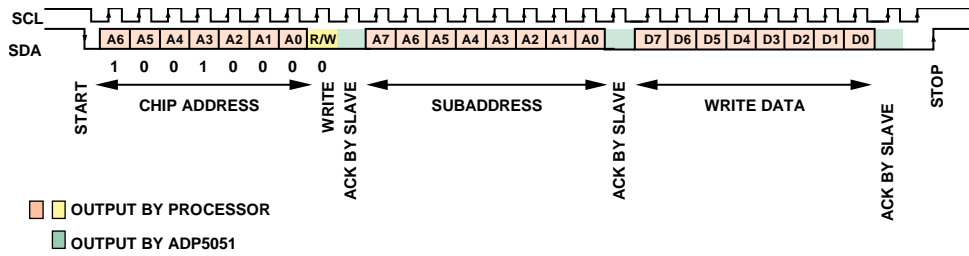 SCL
SDA
A6 A5 A4 A3 A2 A1 A0 R/W A7 A6 A5 A4 A3 A2 A1 A0 D7 D6 D5 D4 D3 D2 D1 D0
1 0 0 1 0 0 0 0
START
CHIP ADDRESS
WRITE
ACK BY SLAVE
SUBADDRESS
ACK BY SLAVE
WRITE DATA
ACK BY SLAVE
STOP
OUTPUT BY PROCESSOR
OUTPUT BY ADP5051